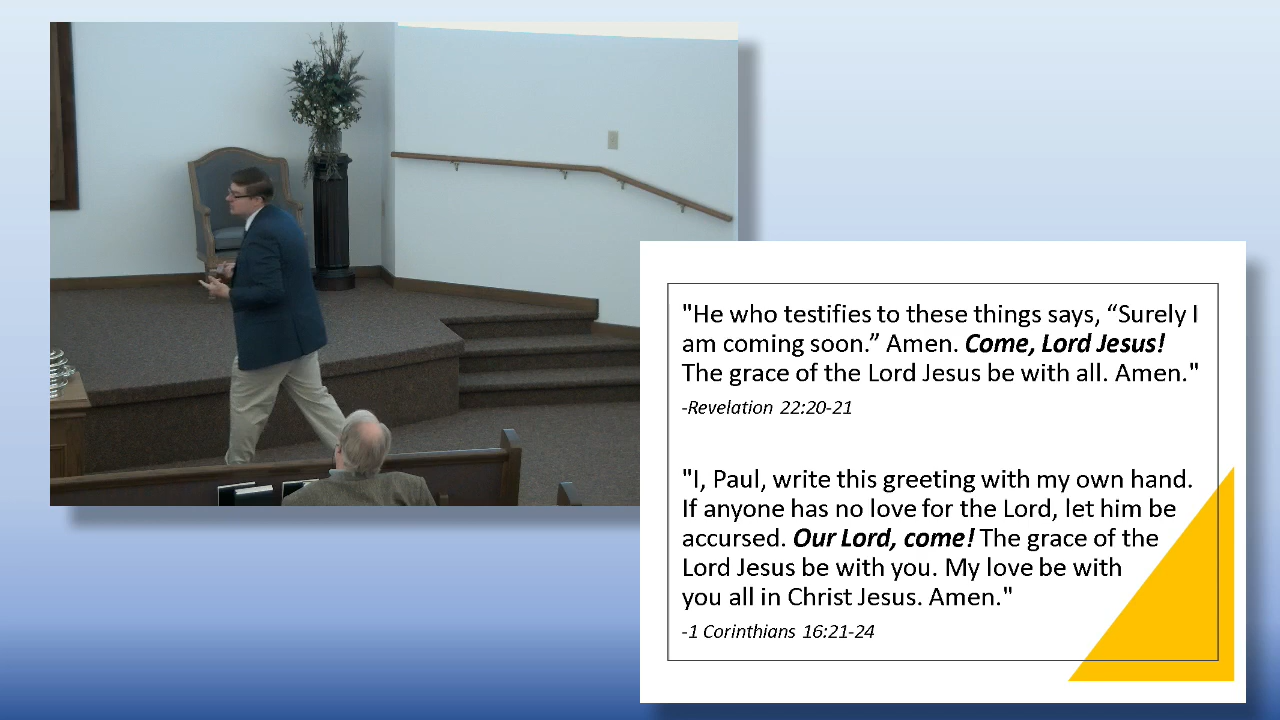 "He who testifies to these things says, “Surely I
am coming soon.” Amen. Come, Lord Jesus!
The grace of the Lord Jesus be with all. Amen."
-Revelation 22:20-21
"I, Paul, write this greeting with my own hand.
If anyone has no love for the Lord, let him be
accursed. Our Lord, come! The grace of the
Lord Jesus be with you. My love be with
you all in Christ Jesus. Amen."
-1 Corinthians 16:21-24